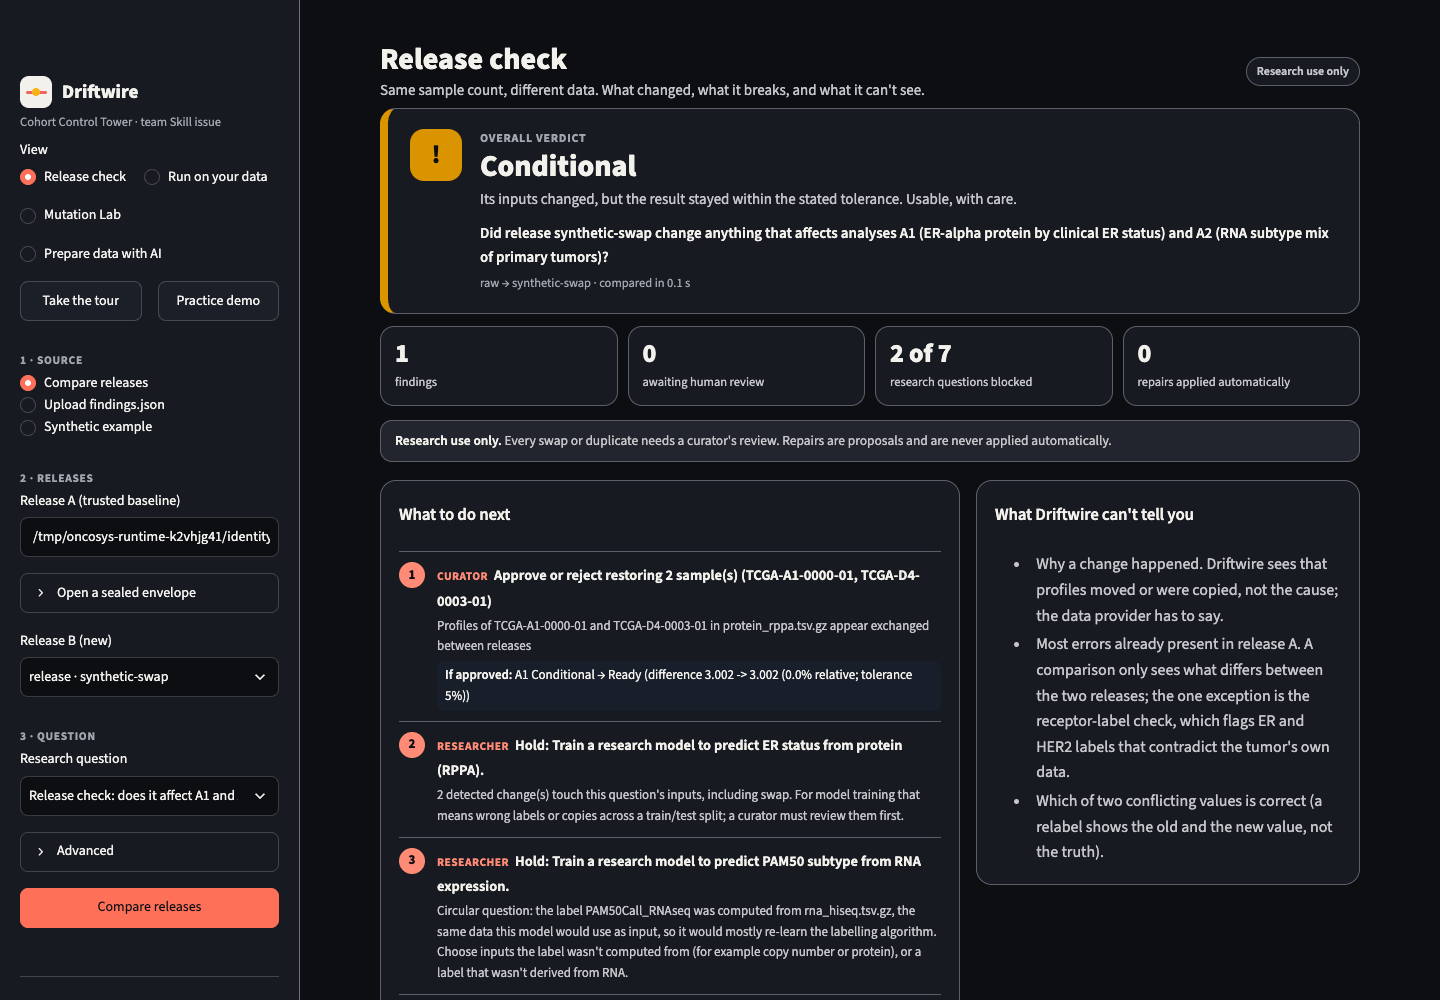 Driftwire
Cohort Control Tower · team Skill issue
View
Release check
Run on your data
Mutation Lab
Prepare data with AI
Take the tour
Practice demo
1 · SOURCE
Compare releases
Upload findings.json
Synthetic example
2 · RELEASES
Release A (trusted baseline)
/tmp/oncosys-runtime-k2vhjg41/identity
Open a sealed envelope
Release B (new)
release · synthetic-swap
3 · QUESTION
Research question
Release check: does it affect A1 and
Advanced
Compare releases
Release check
Same sample count, different data. What changed, what it breaks, and what it can't see.
Research use only
!
OVERALL VERDICT
Conditional
Its inputs changed, but the result stayed within the stated tolerance. Usable, with care.
Did release synthetic-swap change anything that affects analyses A1 (ER-alpha protein by clinical ER status) and A2 (RNA subtype mix
of primary tumors)?
raw → synthetic-swap · compared in 0.1 s
1
findings
0
awaiting human review
2 of 7
research questions blocked
0
repairs applied automatically
Research use only. Every swap or duplicate needs a curator's review. Repairs are proposals and are never applied automatically.
What to do next
1
CURATOR Approve or reject restoring 2 sample(s) (TCGA-A1-0000-01, TCGA-D4-
0003-01)
Profiles of TCGA-A1-0000-01 and TCGA-D4-0003-01 in protein_rppa.tsv.gz appear exchanged
between releases
If approved: A1 Conditional → Ready (difference 3.002 -> 3.002 (0.0% relative; tolerance
5%))
2
RESEARCHER Hold: Train a research model to predict ER status from protein
(RPPA).
2 detected change(s) touch this question's inputs, including swap. For model training that
means wrong labels or copies across a train/test split; a curator must review them first.
3
RESEARCHER Hold: Train a research model to predict PAM50 subtype from RNA
expression.
Circular question: the label PAM50Call_RNAseq was computed from rna_hiseq.tsv.gz, the
same data this model would use as input, so it would mostly re-learn the labelling algorithm.
Choose inputs the label wasn't computed from (for example copy number or protein), or a
label that wasn't derived from RNA.
What Driftwire can't tell you
• Why a change happened. Driftwire sees that
profiles moved or were copied, not the cause;
the data provider has to say.
• Most errors already present in release A. A
comparison only sees what differs between
the two releases; the one exception is the
receptor-label check, which flags ER and
HER2 labels that contradict the tumor's own
data.
• Which of two conflicting values is correct (a
relabel shows the old and the new value, not
the truth).